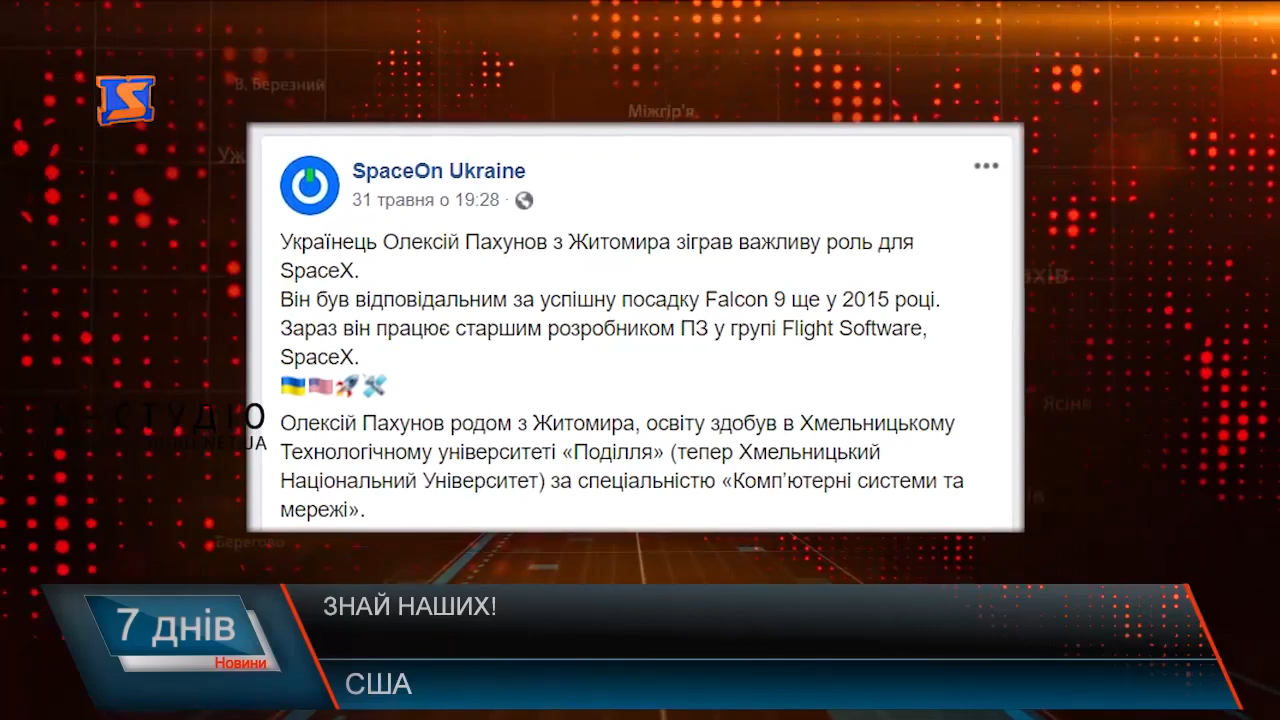 В. Березний
Міжгір'я
SpaceOn Ukraine
31 травня о 19:28
Українець Олексій Пахунов з Житомира зіграв важливу роль для
SpaceX.
Він був відповідальним за успішну посадку Falcon 9 ще у 2015 році.
Зараз він працює старшим розробником ПЗ у групі Flight Software,
SpaceX.
Ясіня
СТУДІО
Олексій Пахунов родом з Житомира, освіту здобув в Хмельницькому
Технологічному університеті «Поділля» (тепер Хмельницький
Національний Університет) за спеціальністю «Комп'ютерні системи та
мережі».
Берегово
7 днів
Новини
ЗНАЙ НАШИХ!
США